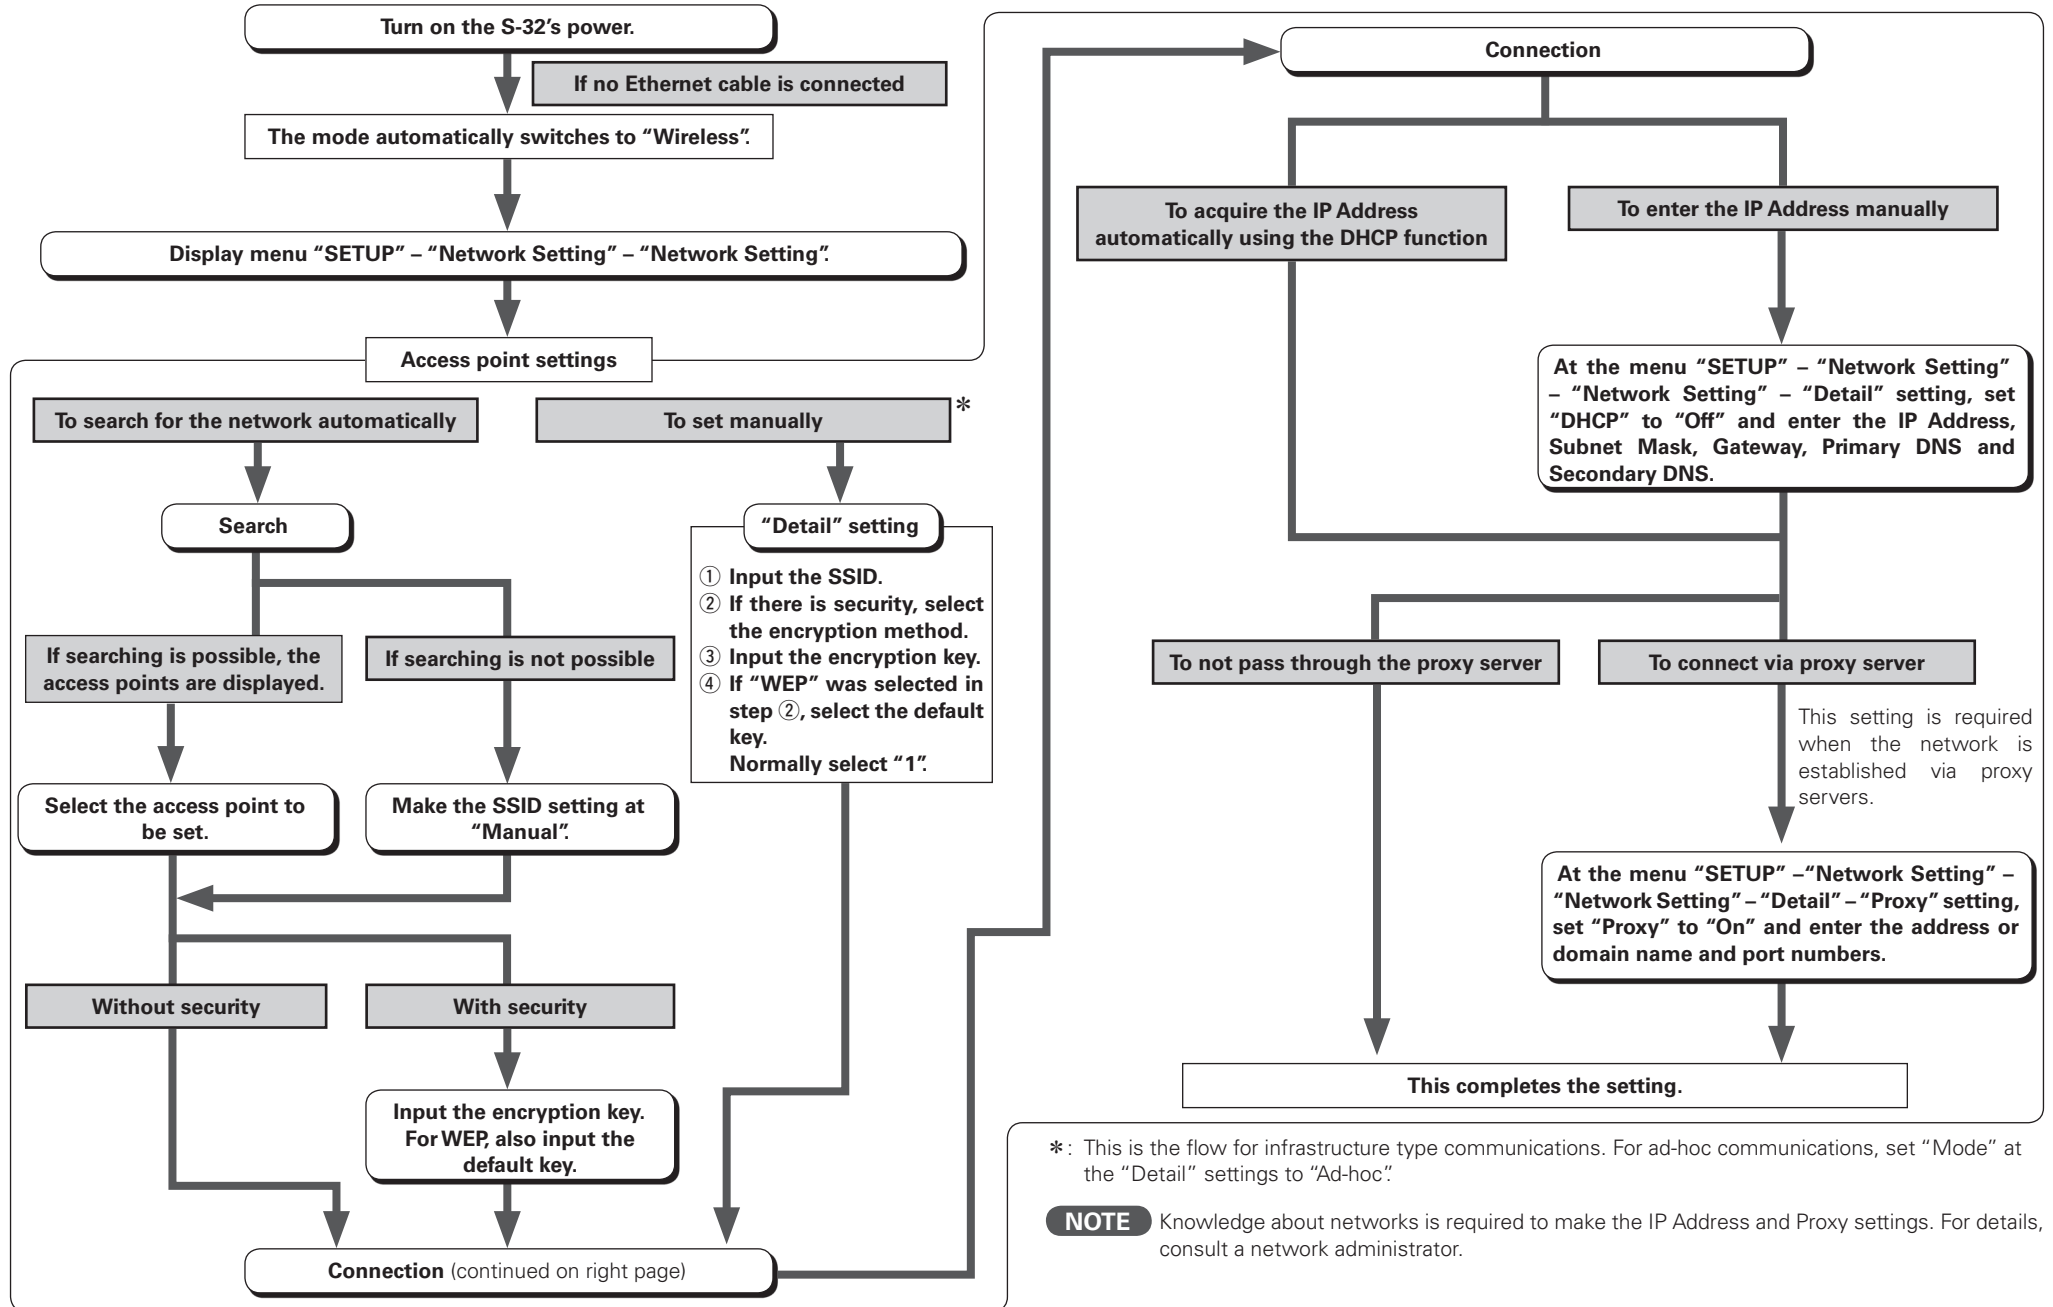 Turn on the S-32's power.
If no Ethernet cable is connected
The mode automatically switches to “Wireless”.
Display menu “SETUP” – “Network Setting” – “Network Setting”.
Access point settings
To search for the network automatically
To set manually
*
Search
“Detail” setting
① Input the SSID.
② If there is security, select
the encryption method.
③ Input the encryption key.
④ If “WEP” was selected in
step ②, select the default
key.
Normally select “1”.
If searching is possible, the
access points are displayed.
If searching is not possible
Select the access point to
be set.
Make the SSID setting at
“Manual”.
Without security
With security
Input the encryption key.
For WEP, also input the
default key.
Connection (continued on right page)
Connection
To acquire the IP Address
automatically using the DHCP function
To enter the IP Address manually
At the menu “SETUP” – “Network Setting”
– “Network Setting” – “Detail” setting, set
“DHCP” to “Off” and enter the IP Address,
Subnet Mask, Gateway, Primary DNS and
Secondary DNS.
To not pass through the proxy server
To connect via proxy server
This setting is required
when the network is
established via proxy
servers.
At the menu “SETUP” –“Network Setting” –
“Network Setting” – “Detail” – “Proxy” setting,
set “Proxy” to “On” and enter the address or
domain name and port numbers.
This completes the setting.
*: This is the flow for infrastructure type communications. For ad-hoc communications, set “Mode” at
the “Detail” settings to “Ad-hoc”.
NOTE Knowledge about networks is required to make the IP Address and Proxy settings. For details,
consult a network administrator.